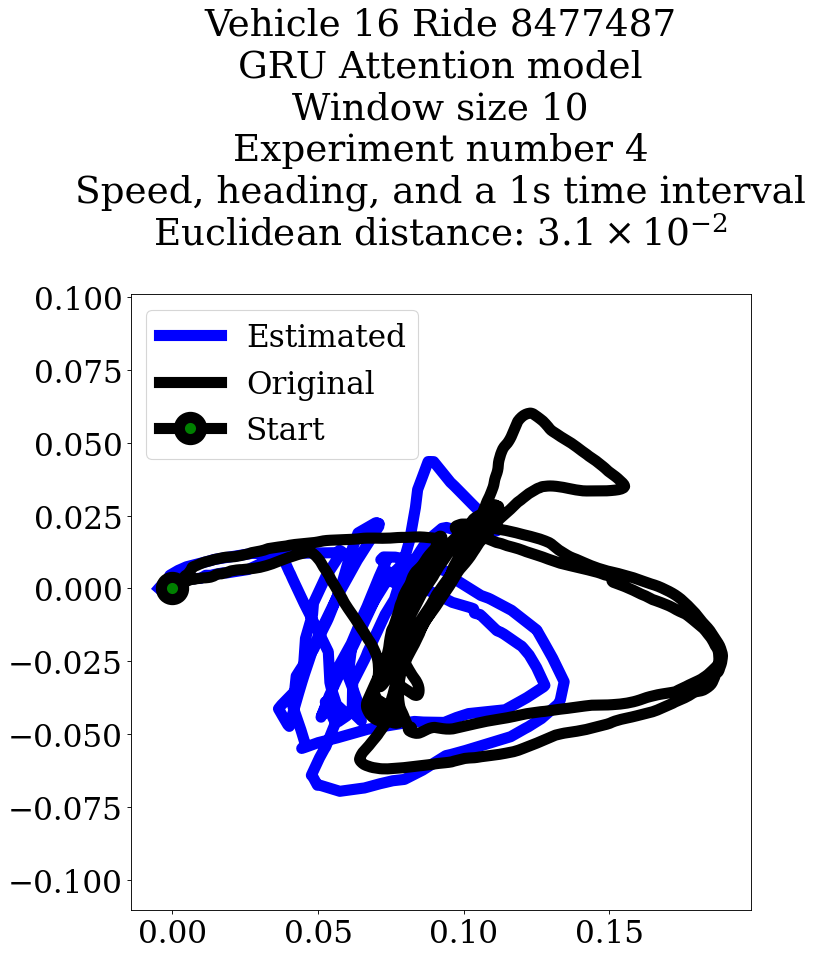 Vehicle 16 Ride 8477487
GRU Attention model
Window size 10
Experiment number 4
Speed, heading, and a 1s time interval
Euclidean distance: 3.1 × 10⁻²
0.100
0.075
0.050
0.025
0.000
−0.025
−0.050
−0.075
−0.100
Estimated
Original
Start
0.00 0.05 0.10 0.15